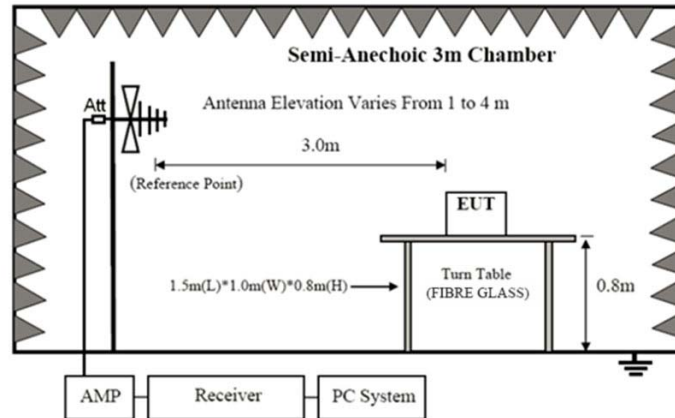 Semi-Anechoic 3m Chamber
Att
Antenna Elevation Varies From 1 to 4 m
3.0m
(Reference Point)
EUT
1.5m(L)*1.0m(W)*0.8m(H)
Turn Table
(FIBRE GLASS)
0.8m
AMP
Receiver
PC System